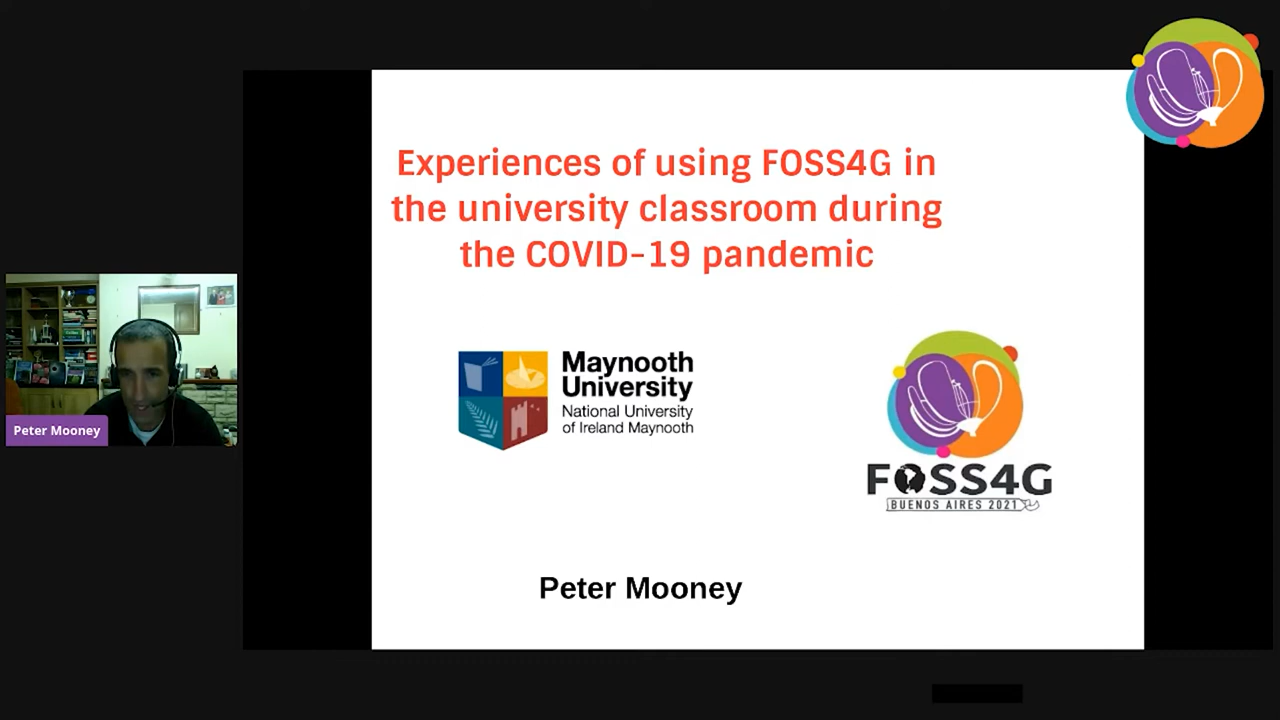 Experiences of using FOSS4G in
the university classroom during
the COVID-19 pandemic
Maynooth
University
National University
of Ireland Maynooth
FOSS4G
BUENOS AIRES 2021
Peter Mooney
Peter Mooney